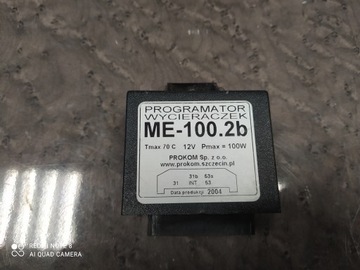 PROGRAMATOR
WYCIERACZEK
ME-100.2b
Tmax 70 C 12V Pmax = 100W
PROKOM Sp. z o.o.
www.prokom.szczecin.pl
31b 53a
31 INT 53
Data produkcji 2004
REDMI NOTE 8
AI QUAD CAMERA